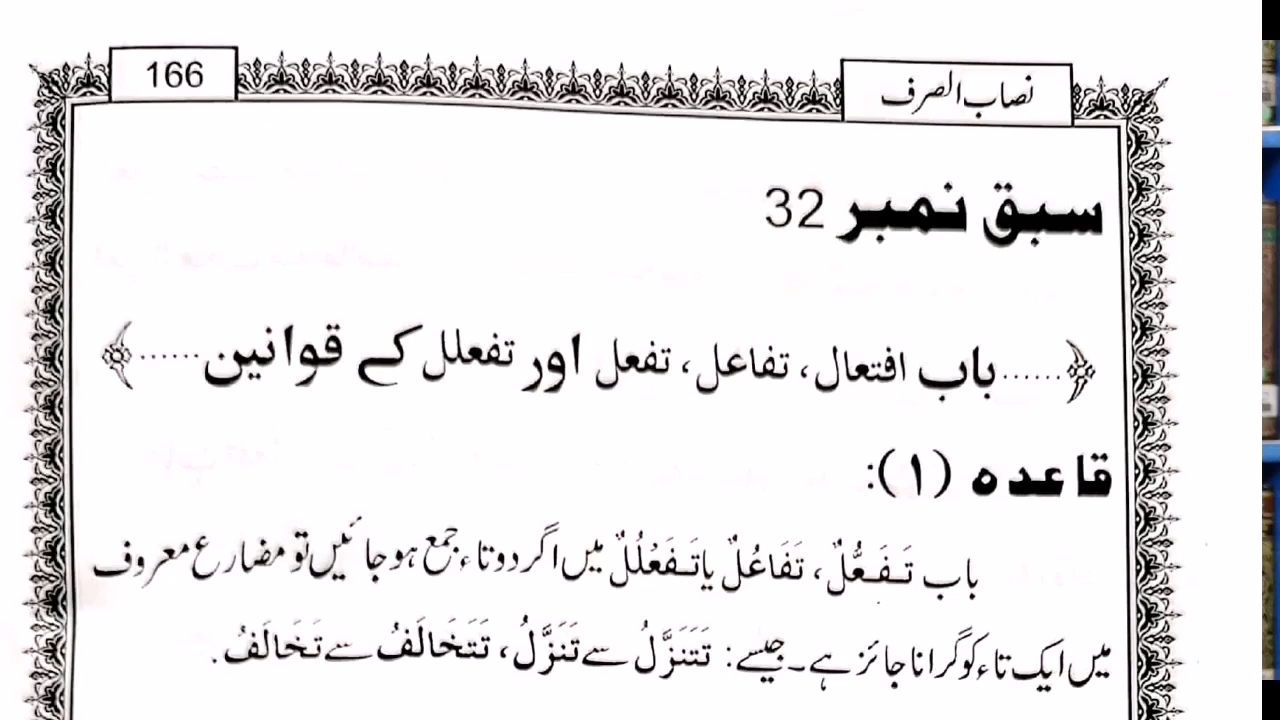 نصاب الصرف
166
سبق نمبر 32
﴿......باب افتعال، تفاعل، تفعل اور تفعلل کے قوانین......﴾
قاعدہ (۱):
باب تَفَعُّلٌ، تَفَاعُلٌ یا تَفَعْلُلٌ میں اگر دو تاء جمع ہو جائیں تو مضارع معروف
میں ایک تاء کو گرانا جائز ہے۔ جیسے: تَتَنَزَّلُ سے تَنَزَّلُ، تَتَخَالَفُ سے تَخَالَفُ.